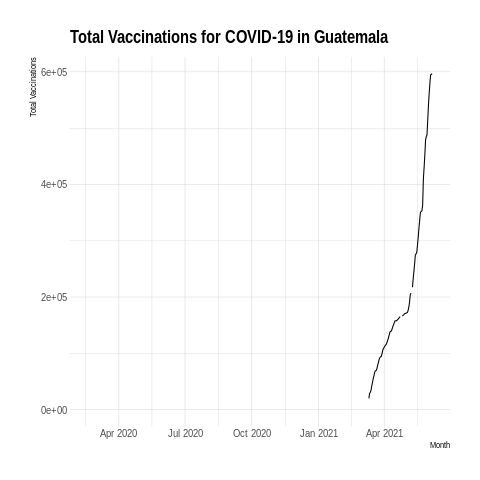 Total Vaccinations for COVID-19 in Guatemala
Total Vaccinations
6e+05
4e+05
2e+05
0e+00
Apr 2020 Jul 2020 Oct 2020 Jan 2021 Apr 2021
Month